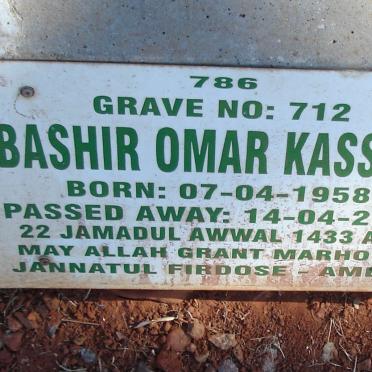 786
GRAVE NO: 712
BASHIR OMAR KASS
BORN: 07-04-1958
PASSED AWAY: 14-04-2
22 JAMADUL AWWAL 1433 A
MAY ALLAH GRANT MARHO
JANNATUL FIRDOSE - AM